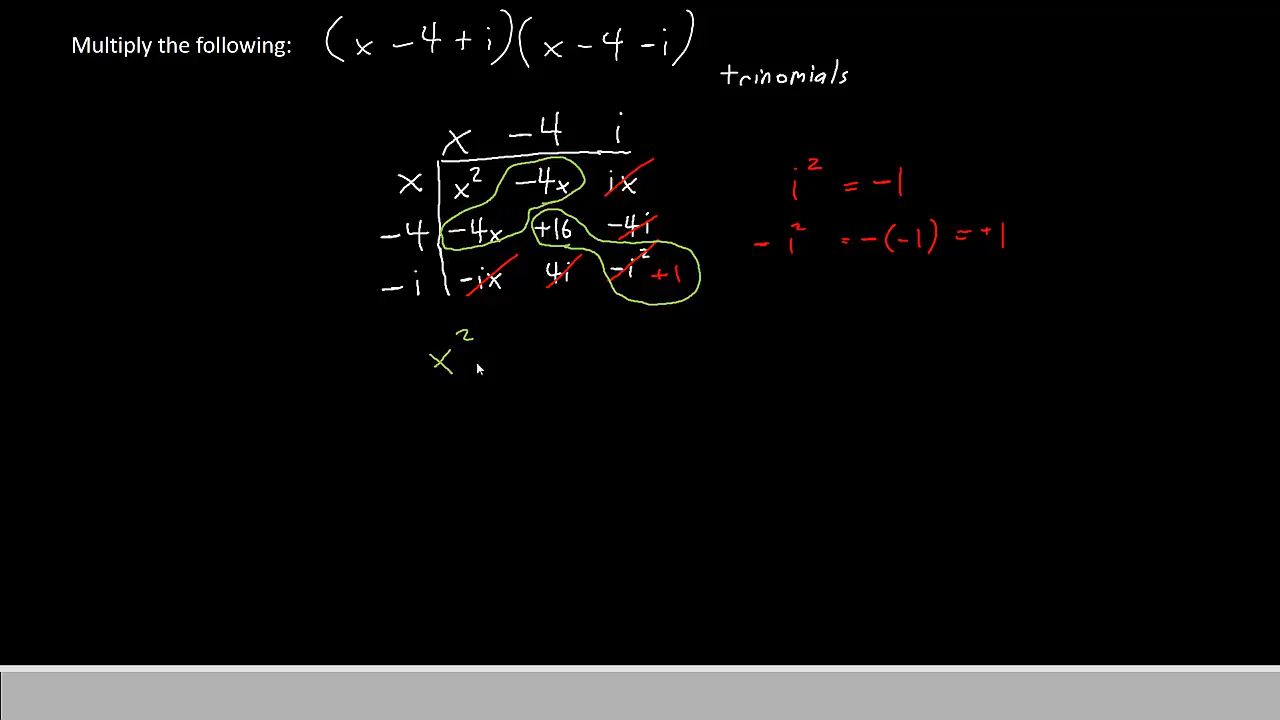 Multiply the following: (x - 4 + i)(x - 4 - i)
trinomials
x -4 i
x x² -4x ix
-4 -4x +16 -4i
-i -ix 4i -i² +1
i² = -1
-i² = -(-1) = +1
x²